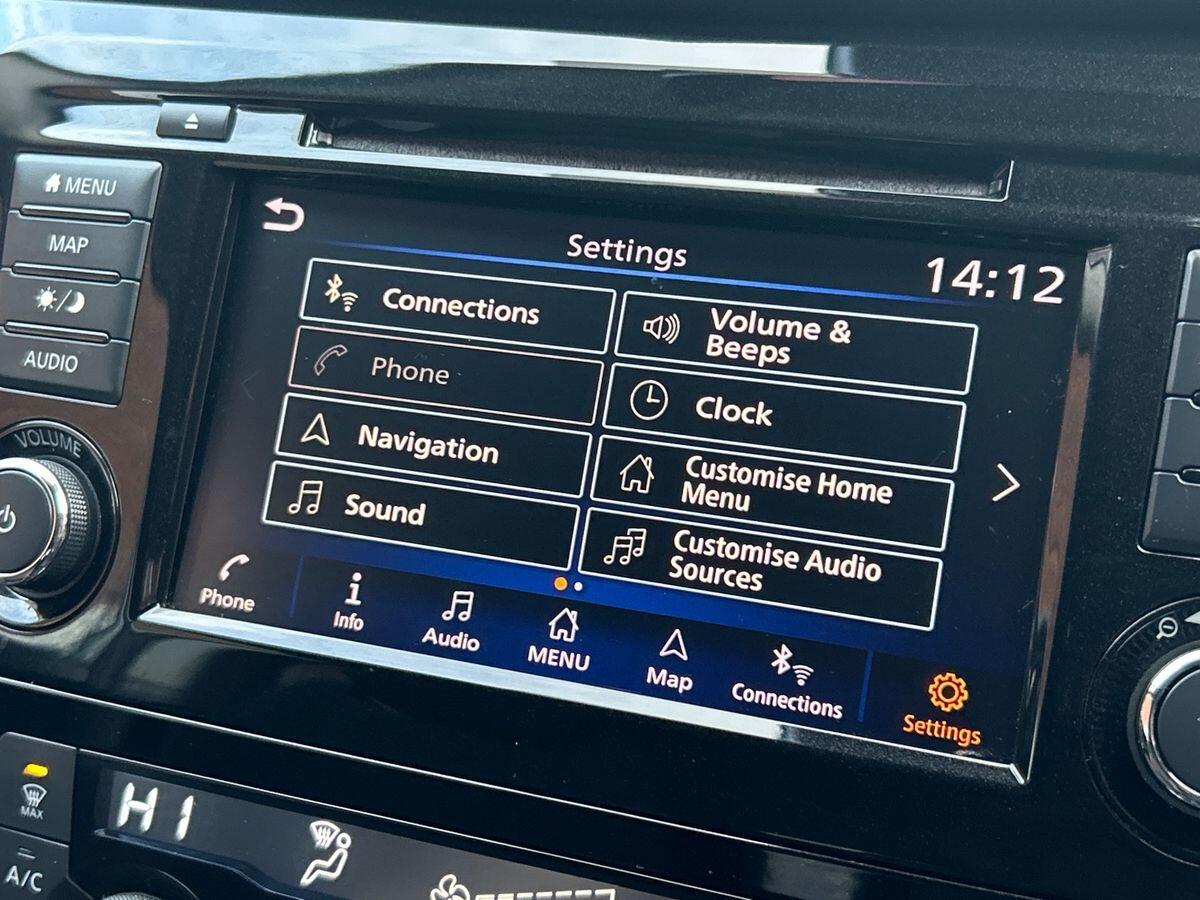 MENU
MAP
AUDIO
VOLUME
Settings
14:12
Connections
Volume &
Beeps
Phone
Clock
Navigation
Customise Home
Menu
Sound
Customise Audio
Sources
Phone
Info
Audio
MENU
Map
Connections
Settings
MAX
HI
A/C